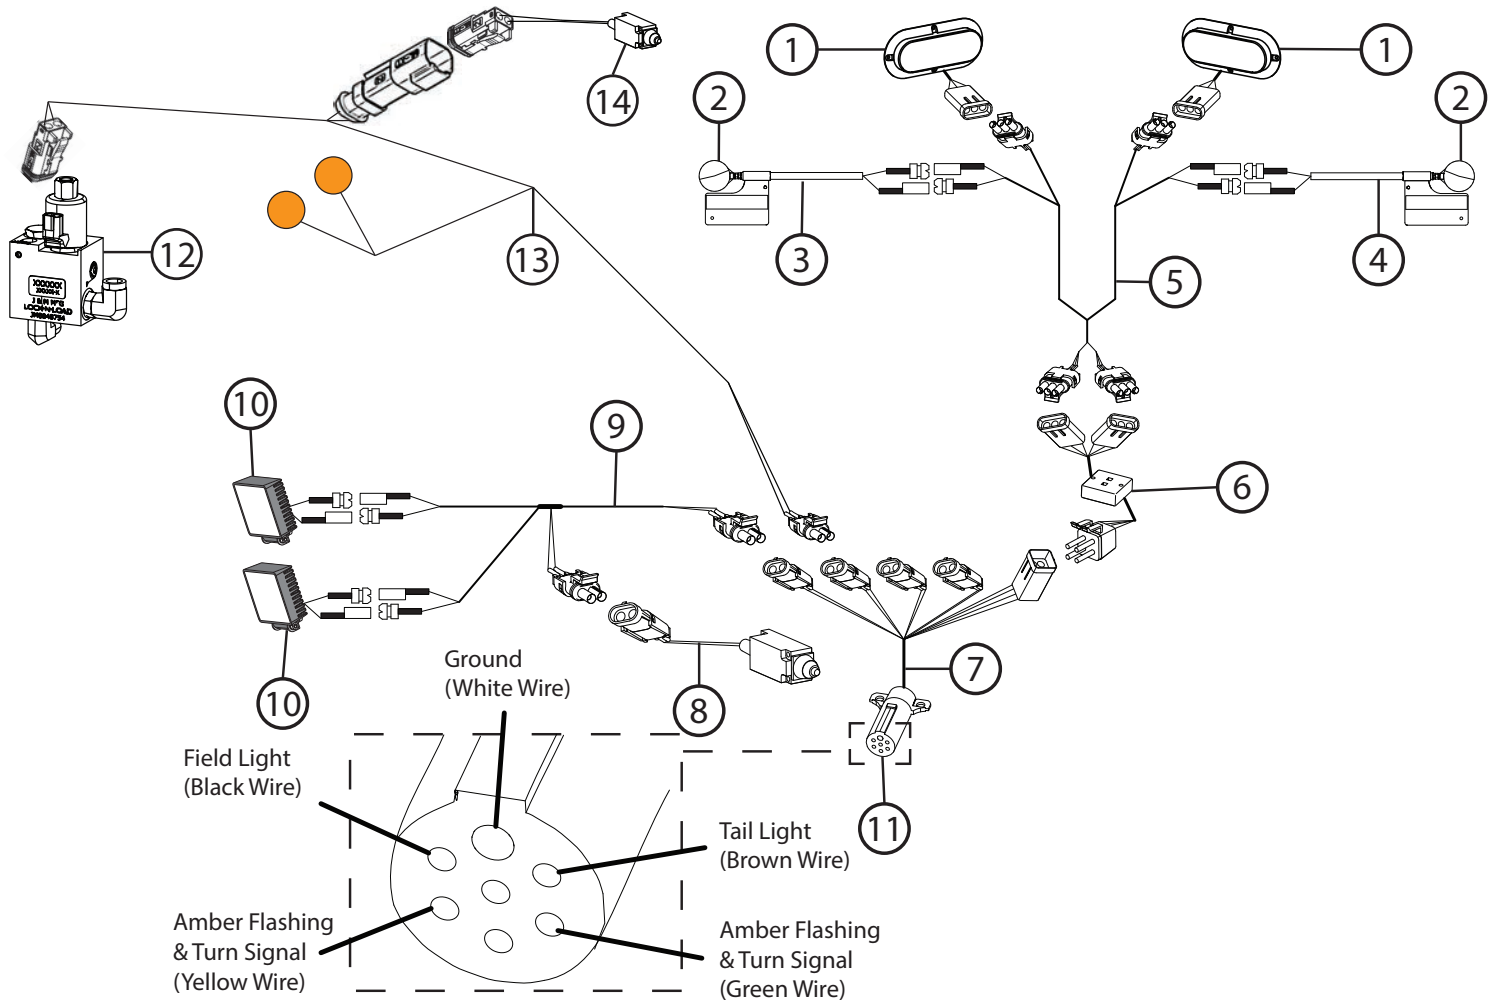 14
1
1
2
2
12
XXXXXX
XXXXXX-X
LOCK-N-LOAD
13
3
4
5
10
9
6
10
8
7
Ground
(White Wire)
Field Light
(Black Wire)
11
Tail Light
(Brown Wire)
Amber Flashing
& Turn Signal
(Yellow Wire)
Amber Flashing
& Turn Signal
(Green Wire)